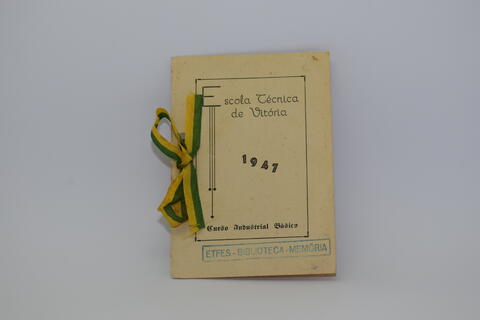 Escola Técnica
de Vitória
1947
Curso Industrial Básico
ETFES - BIBLIOTECA - MEMÓRIA